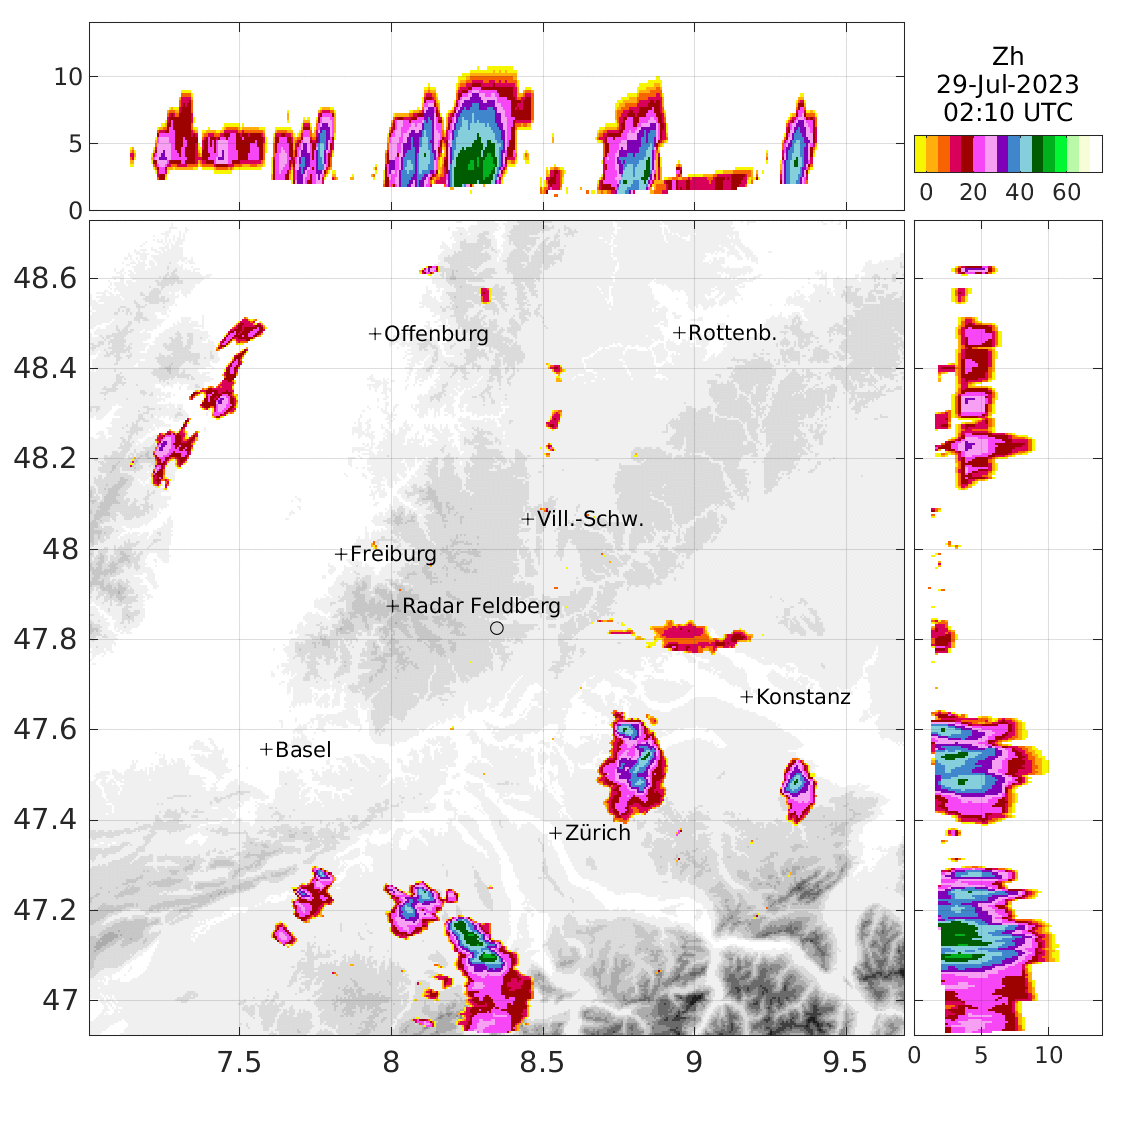 10
5
0
Zh
29-Jul-2023
02:10 UTC
0 20 40 60
48.6
48.4
48.2
48
47.8
47.6
47.4
47.2
47
+Offenburg
+Rottenb.
+Vill.-Schw.
+Freiburg
+Radar Feldberg
+Konstanz
+Basel
+Zürich
7.5 8 8.5 9 9.5
0 5 10